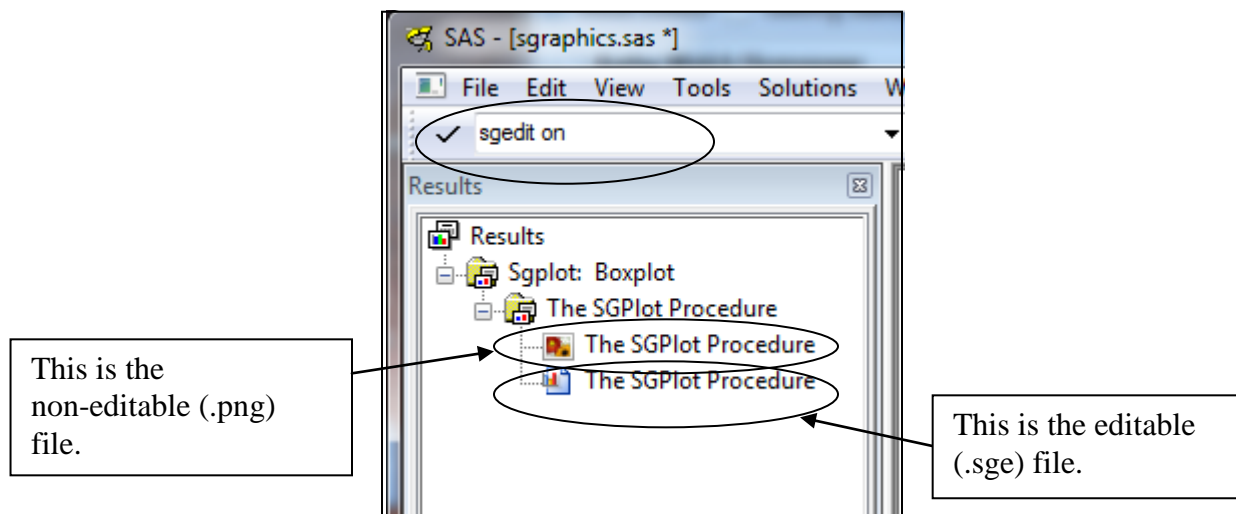 SAS - [sgraphics.sas *]
File Edit View Tools Solutions W
sgedit on
Results
Results
Sgplot: Boxplot
The SGPlot Procedure
The SGPlot Procedure
The SGPlot Procedure
This is the
non-editable (.png)
file.
This is the editable
(.sge) file.